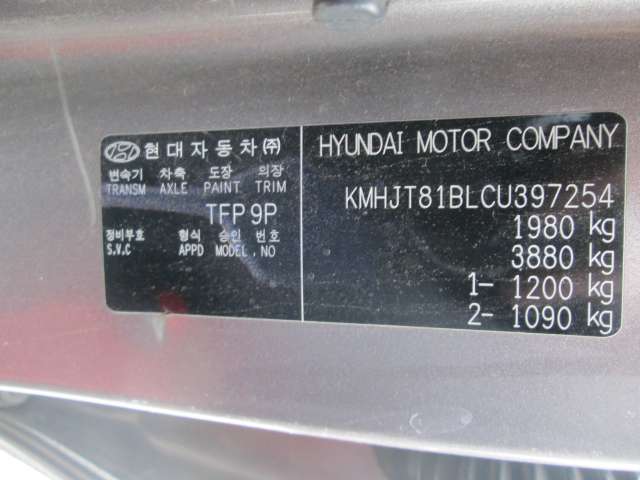 현대자동차(주)
변속기 차축 도장 의장
TRANSM AXLE PAINT TRIM
TFP 9P
정비부호 형식 승인 번호
S.V.C APPD MODEL . NO
HYUNDAI MOTOR COMPANY
KMHJT81BLCU397254
1980 kg
3880 kg
1- 1200 kg
2- 1090 kg